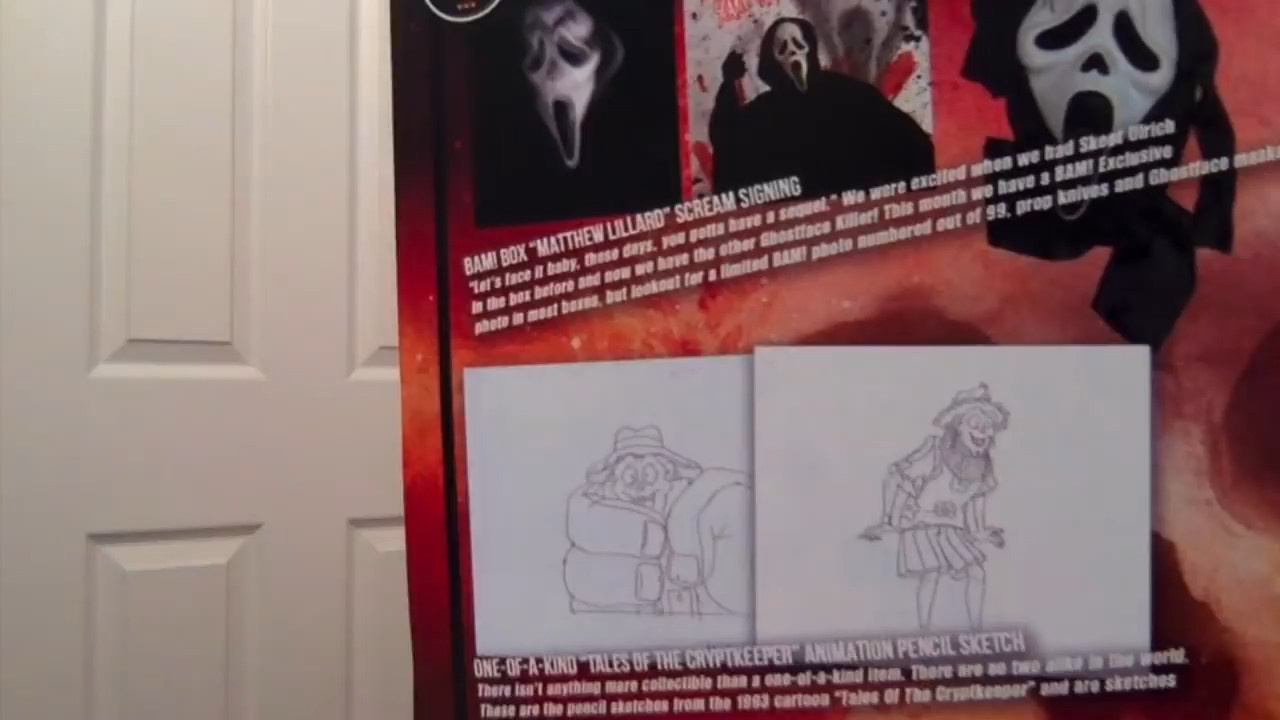 BAM! BOX "MATTHEW LILLARD" SCREAM SIGNING
"Let's face it baby, these days, you gotta have a sequel." We were excited when we had Skeet Ulrich
in the box before and now we have the other Ghostface Killer! This month we have a BAM! Exclusive
photo in most boxes, but lookout for a limited BAM! photo numbered out of 99, prop knives and Ghostface masks
ONE-OF-A-KIND "TALES OF THE CRYPTKEEPER" ANIMATION PENCIL SKETCH
There isn't anything more collectible than a one-of-a-kind item. There are no two alike in the world.
These are the pencil sketches from the 1993 cartoon "Tales Of The Cryptkeeper" and are sketches